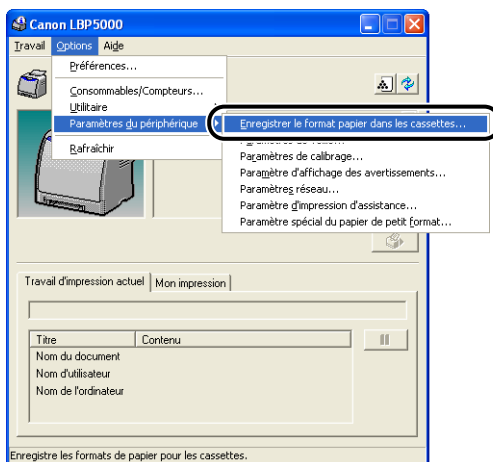 Canon LBP5000
Travail Options Aide
Préférences...
Consommables/Compteurs...
Utilitaire
Paramètres du périphérique
Rafraîchir
Enregistrer le format papier dans les cassettes...
Paramètres de calibrage...
Paramètre d'affichage des avertissements...
Paramètres réseau...
Paramètre d'impression d'assistance...
Paramètre spécial du papier de petit format...
Travail d'impression actuel Mon impression
Titre Contenu
Nom du document
Nom d'utilisateur
Nom de l'ordinateur
Enregistre les formats de papier pour les cassettes.